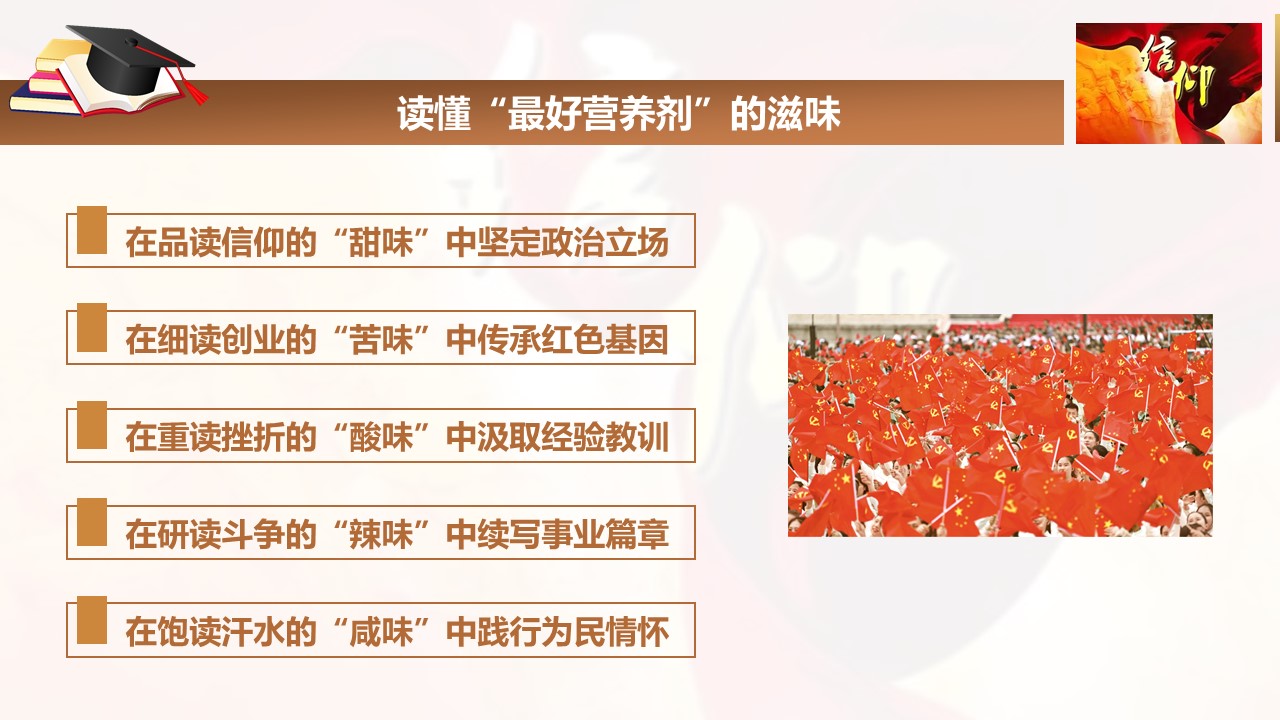 信仰
读懂“最好营养剂”的滋味
在品读信仰的“甜味”中坚定政治立场
在细读创业的“苦味”中传承红色基因
在重读挫折的“酸味”中汲取经验教训
在研读斗争的“辣味”中续写事业篇章
在饱读汗水的“咸味”中践行为民情怀